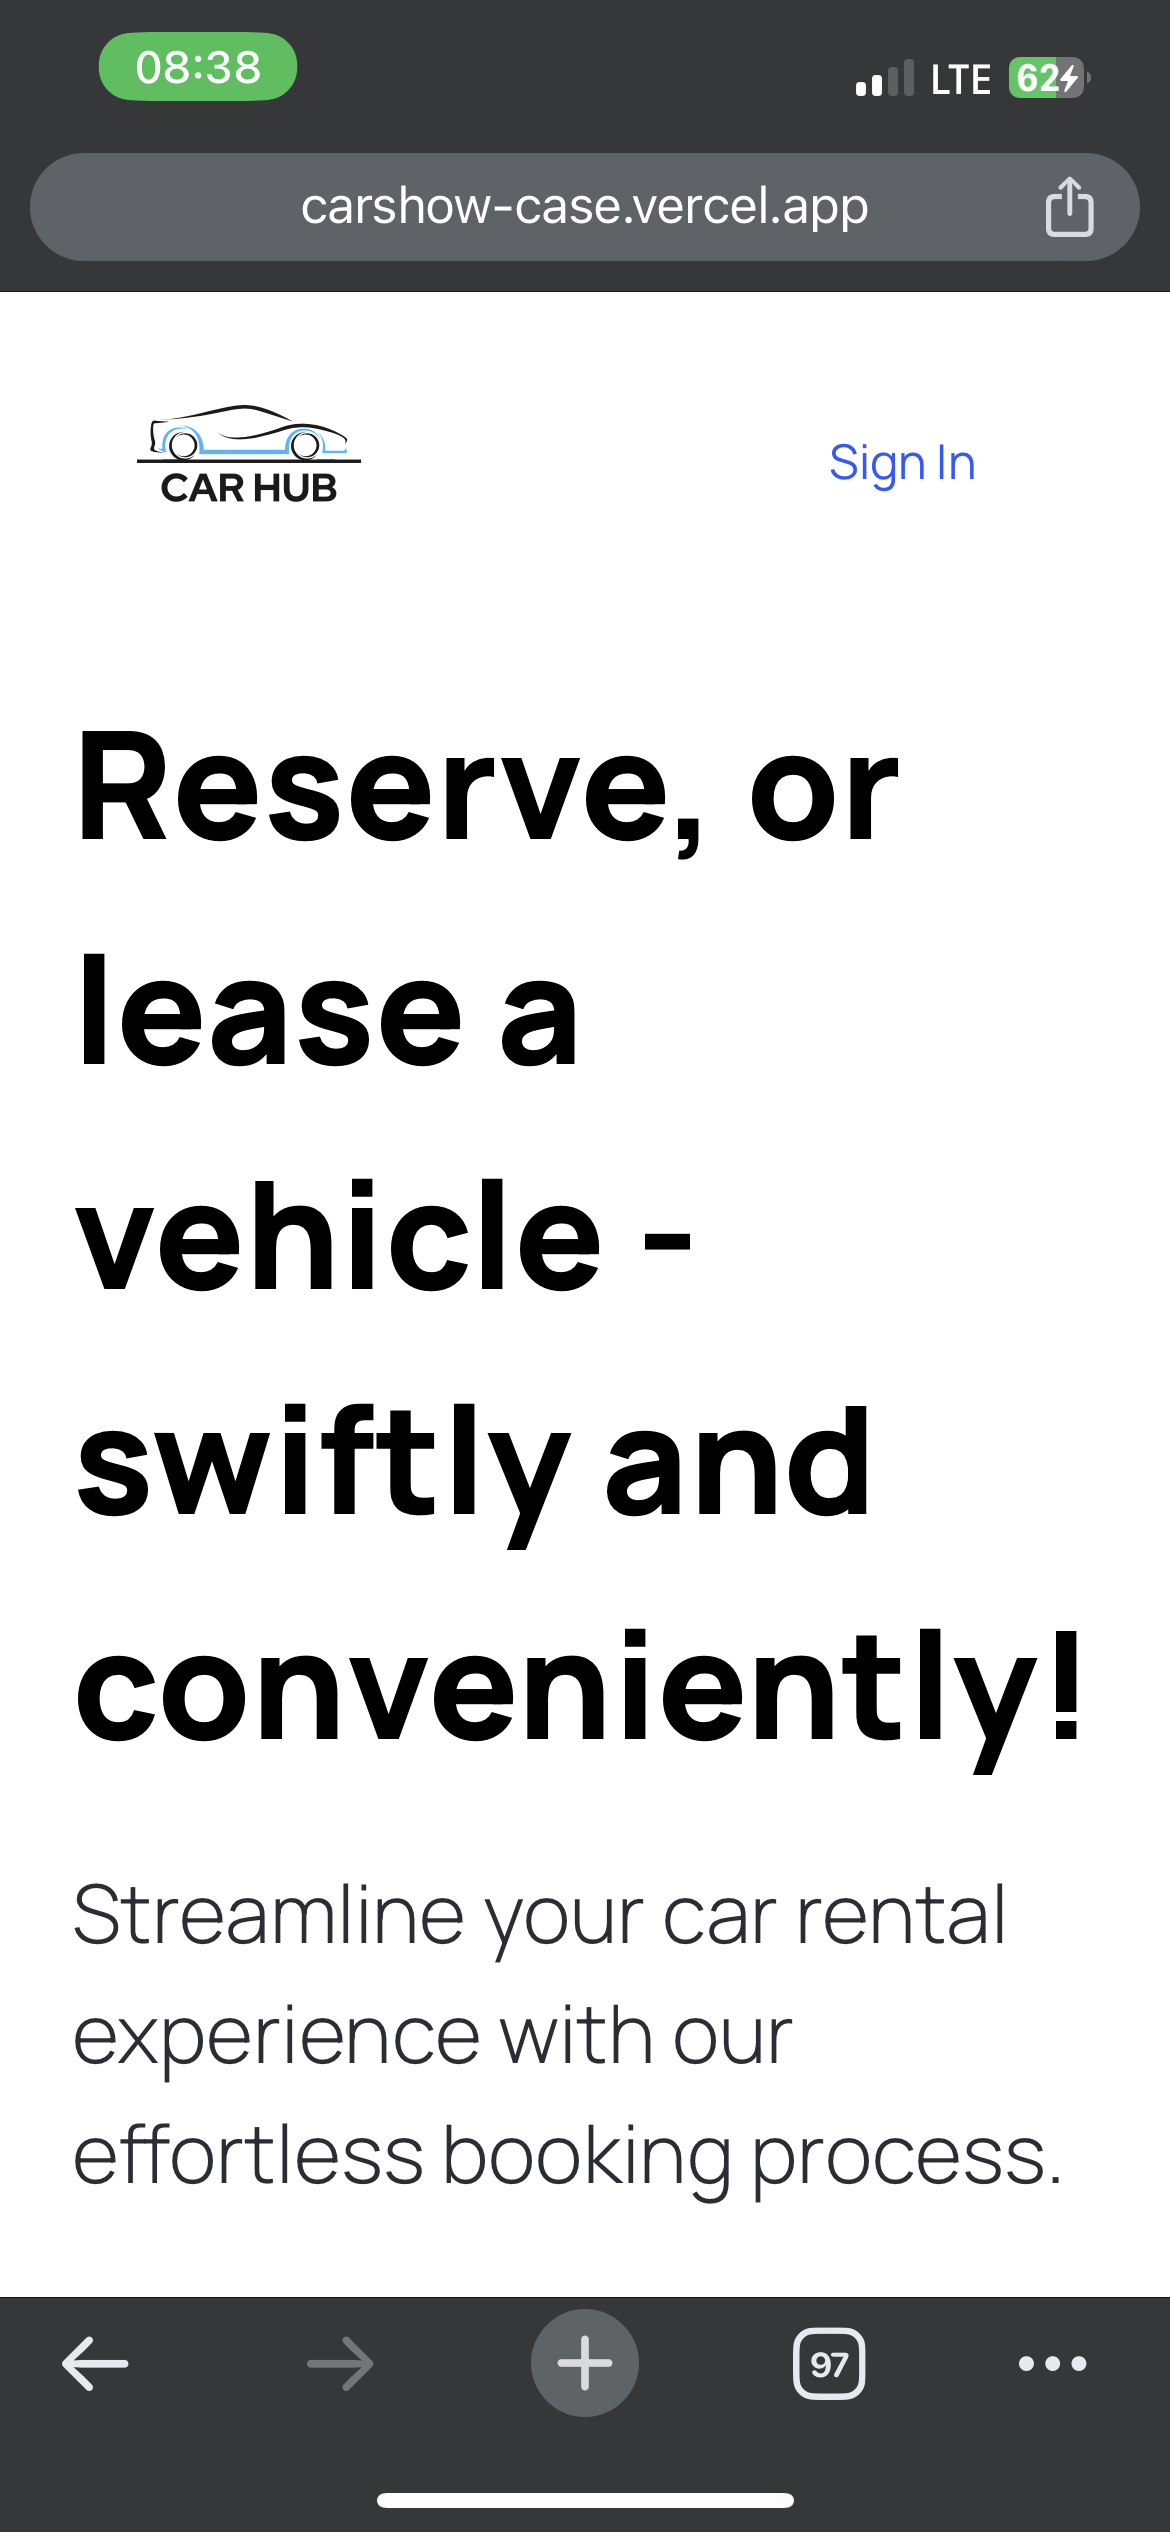 08:38
LTE
62
carshow-case.vercel.app
CAR HUB
Sign In
Reserve, or
lease a
vehicle -
swiftly and
conveniently!
Streamline your car rental
experience with our
effortless booking process.
97